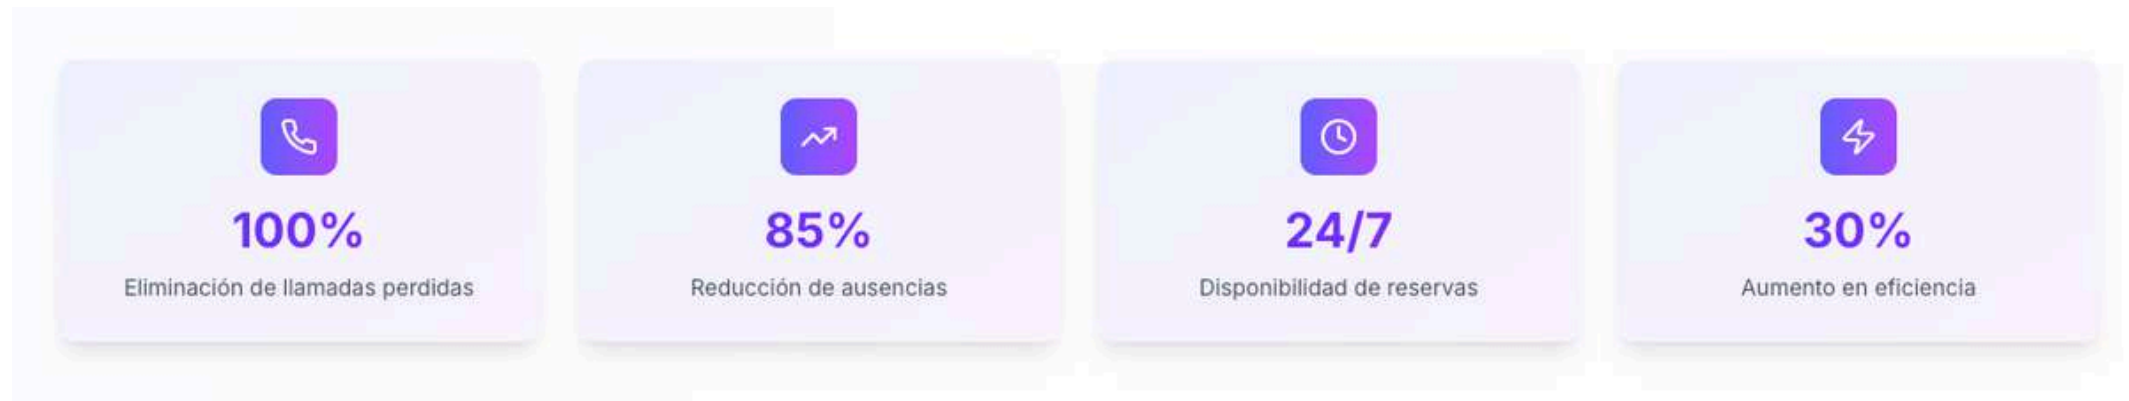 100%
Eliminación de llamadas perdidas
85%
Reducción de ausencias
24/7
Disponibilidad de reservas
30%
Aumento en eficiencia